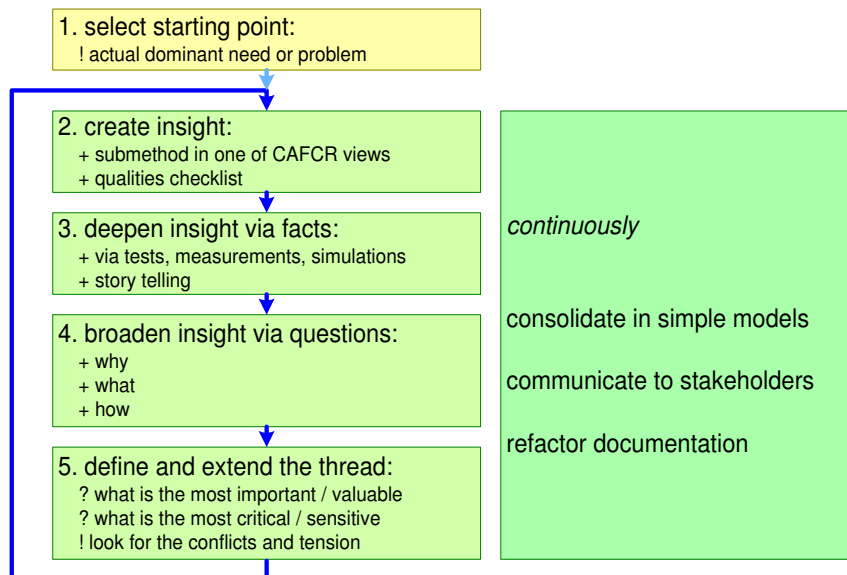 1. select starting point:
! actual dominant need or problem
2. create insight:
+ submethod in one of CAFCR views
+ qualities checklist
3. deepen insight via facts:
+ via tests, measurements, simulations
+ story telling
4. broaden insight via questions:
+ why
+ what
+ how
5. define and extend the thread:
? what is the most important / valuable
? what is the most critical / sensitive
! look for the conflicts and tension
continuously
consolidate in simple models
communicate to stakeholders
refactor documentation